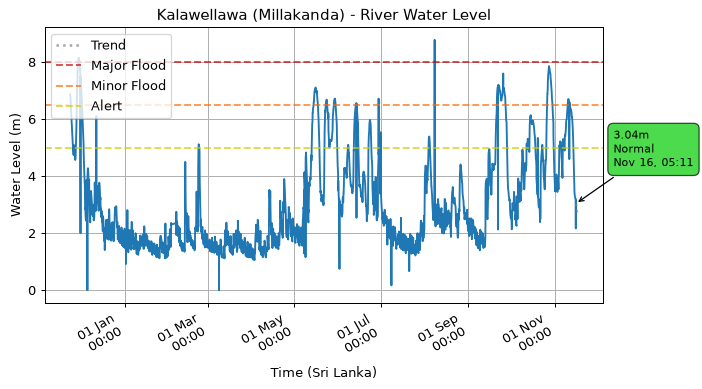 Kalawellawa (Millakanda) - River Water Level
Trend
Major Flood
Minor Flood
Alert
3.04m
Normal
Nov 16, 05:11
Water Level (m)
8
6
4
2
0
01 Jan
00:00
01 Mar
00:00
01 May
00:00
01 Jul
00:00
01 Sep
00:00
01 Nov
00:00
Time (Sri Lanka)